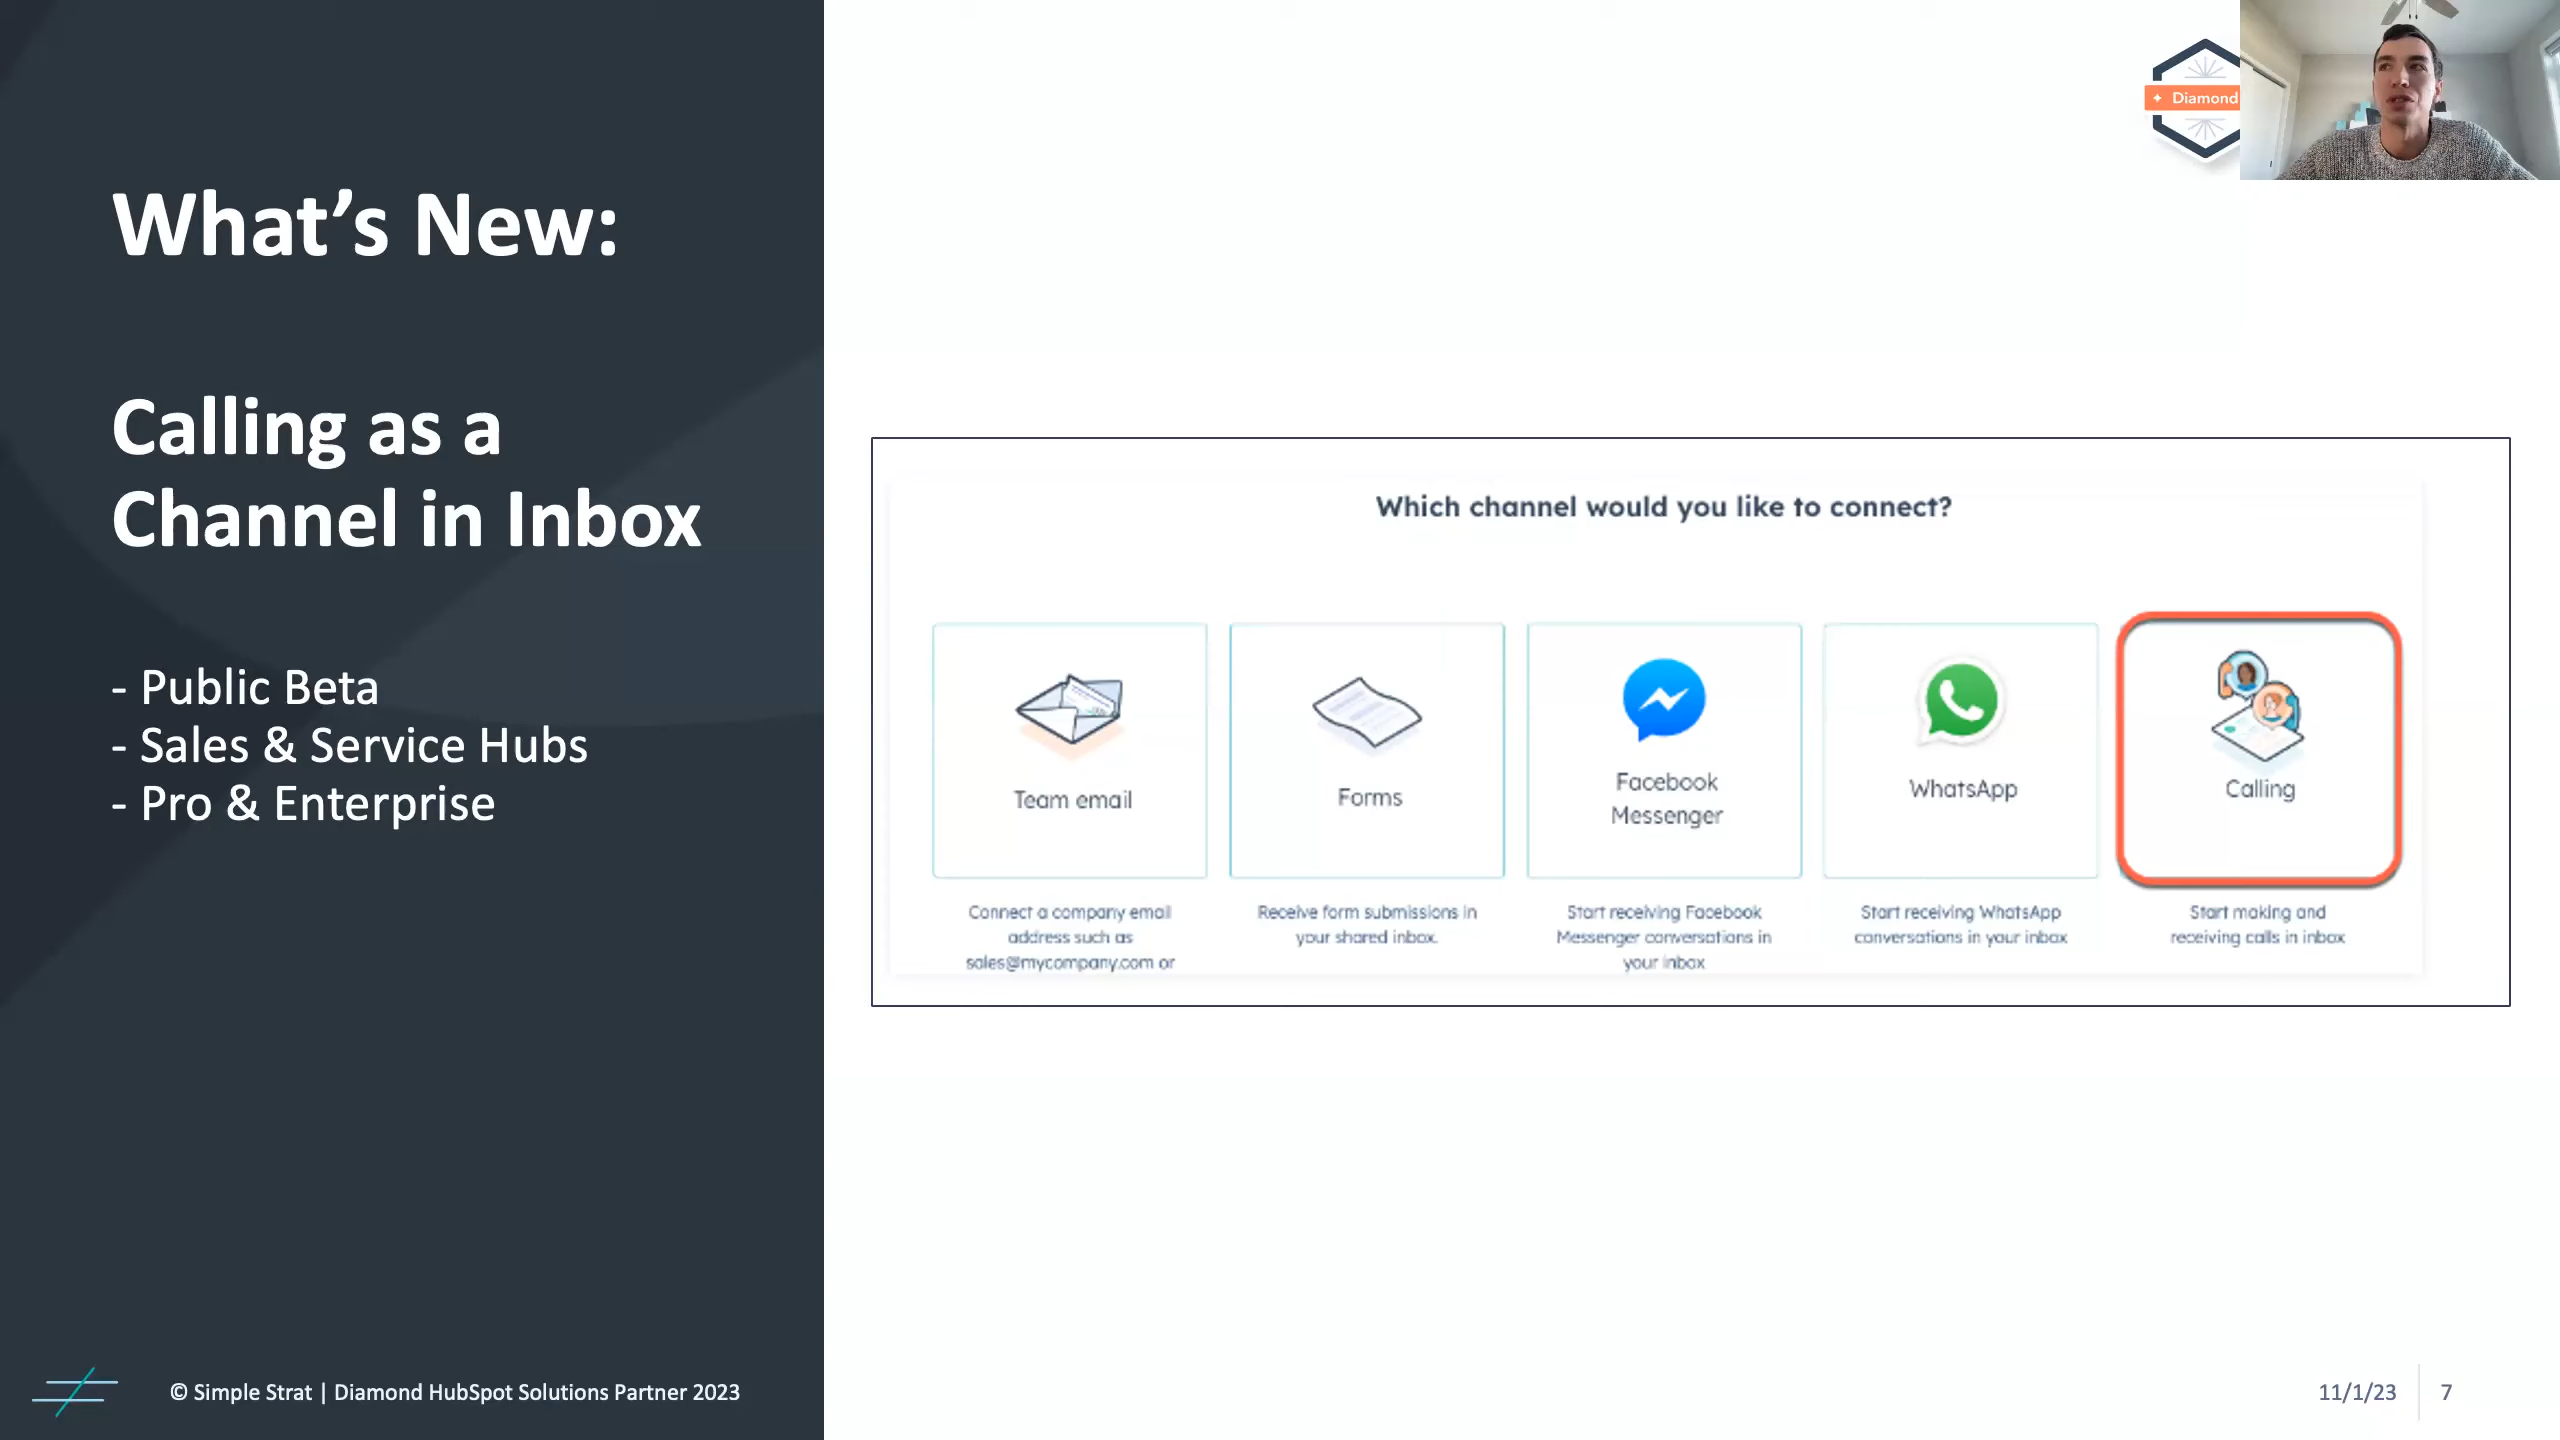 What's New:
Calling as a
Channel in Inbox
- Public Beta
- Sales & Service Hubs
- Pro & Enterprise
✦ Diamond
Which channel would you like to connect?
Team email
Connect a company email
address such as
sales@mycompany.com or
Forms
Receive form submissions in
your shared inbox.
Facebook
Messenger
Start receiving Facebook
Messenger conversations in
your inbox
WhatsApp
Start receiving WhatsApp
conversations in your inbox
Calling
Start making and
receiving calls in inbox
© Simple Strat | Diamond HubSpot Solutions Partner 2023
11/1/23
7